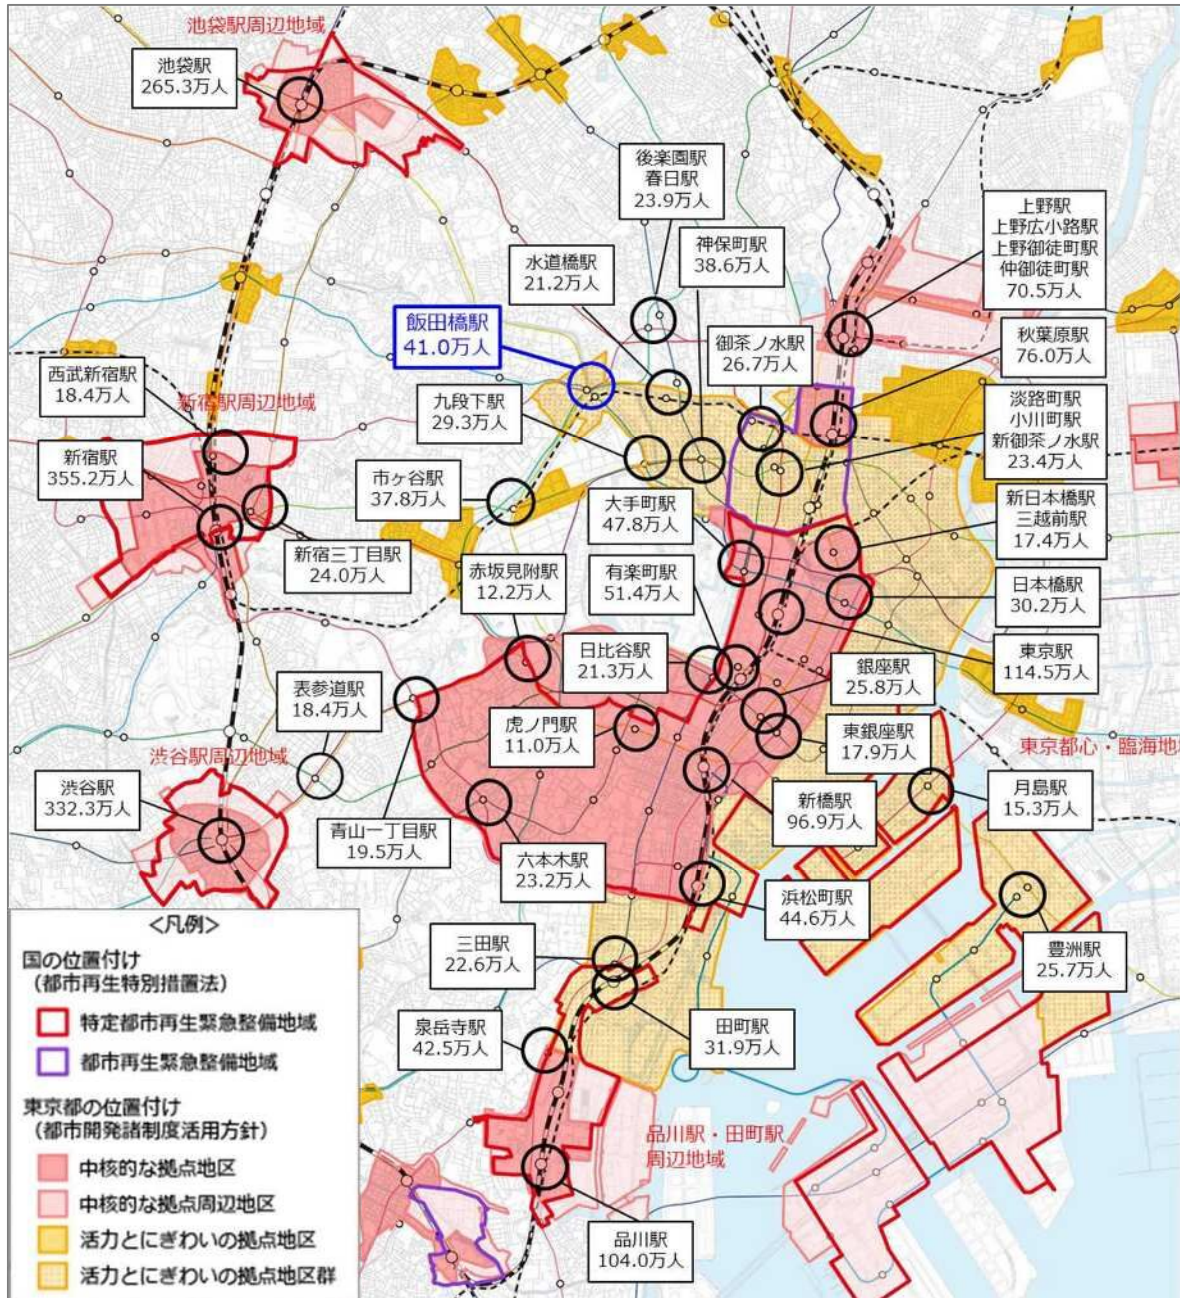 池袋駅周辺地域
池袋駅
265.3万人
後楽園駅
春日駅
23.9万人
上野駅
上野広小路駅
上野御徒町駅
仲御徒町駅
70.5万人
神保町駅
38.6万人
水道橋駅
21.2万人
飯田橋駅
41.0万人
御茶ノ水駅
26.7万人
秋葉原駅
76.0万人
西武新宿駅
18.4万人
新宿駅周辺地域
九段下駅
29.3万人
淡路町駅
小川町駅
新御茶ノ水駅
23.4万人
新宿駅
355.2万人
市ヶ谷駅
37.8万人
大手町駅
47.8万人
新日本橋駅
三越前駅
17.4万人
新宿三丁目駅
24.0万人
赤坂見附駅
12.2万人
有楽町駅
51.4万人
日本橋駅
30.2万人
日比谷駅
21.3万人
銀座駅
25.8万人
東京駅
114.5万人
表参道駅
18.4万人
虎ノ門駅
11.0万人
東銀座駅
17.9万人
東京都心・臨海地
渋谷駅周辺地域
渋谷駅
332.3万人
新橋駅
96.9万人
月島駅
15.3万人
青山一丁目駅
19.5万人
六本木駅
23.2万人
浜松町駅
44.6万人
三田駅
22.6万人
豊洲駅
25.7万人
泉岳寺駅
42.5万人
田町駅
31.9万人
品川駅・田町駅
周辺地域
品川駅
104.0万人
<凡例>
国の位置付け
(都市再生特別措置法)
特定都市再生緊急整備地域
都市再生緊急整備地域
東京都の位置付け
(都市開発諸制度活用方針)
中核的な拠点地区
中核的な拠点周辺地区
活力とにぎわいの拠点地区
活力とにぎわいの拠点地区群